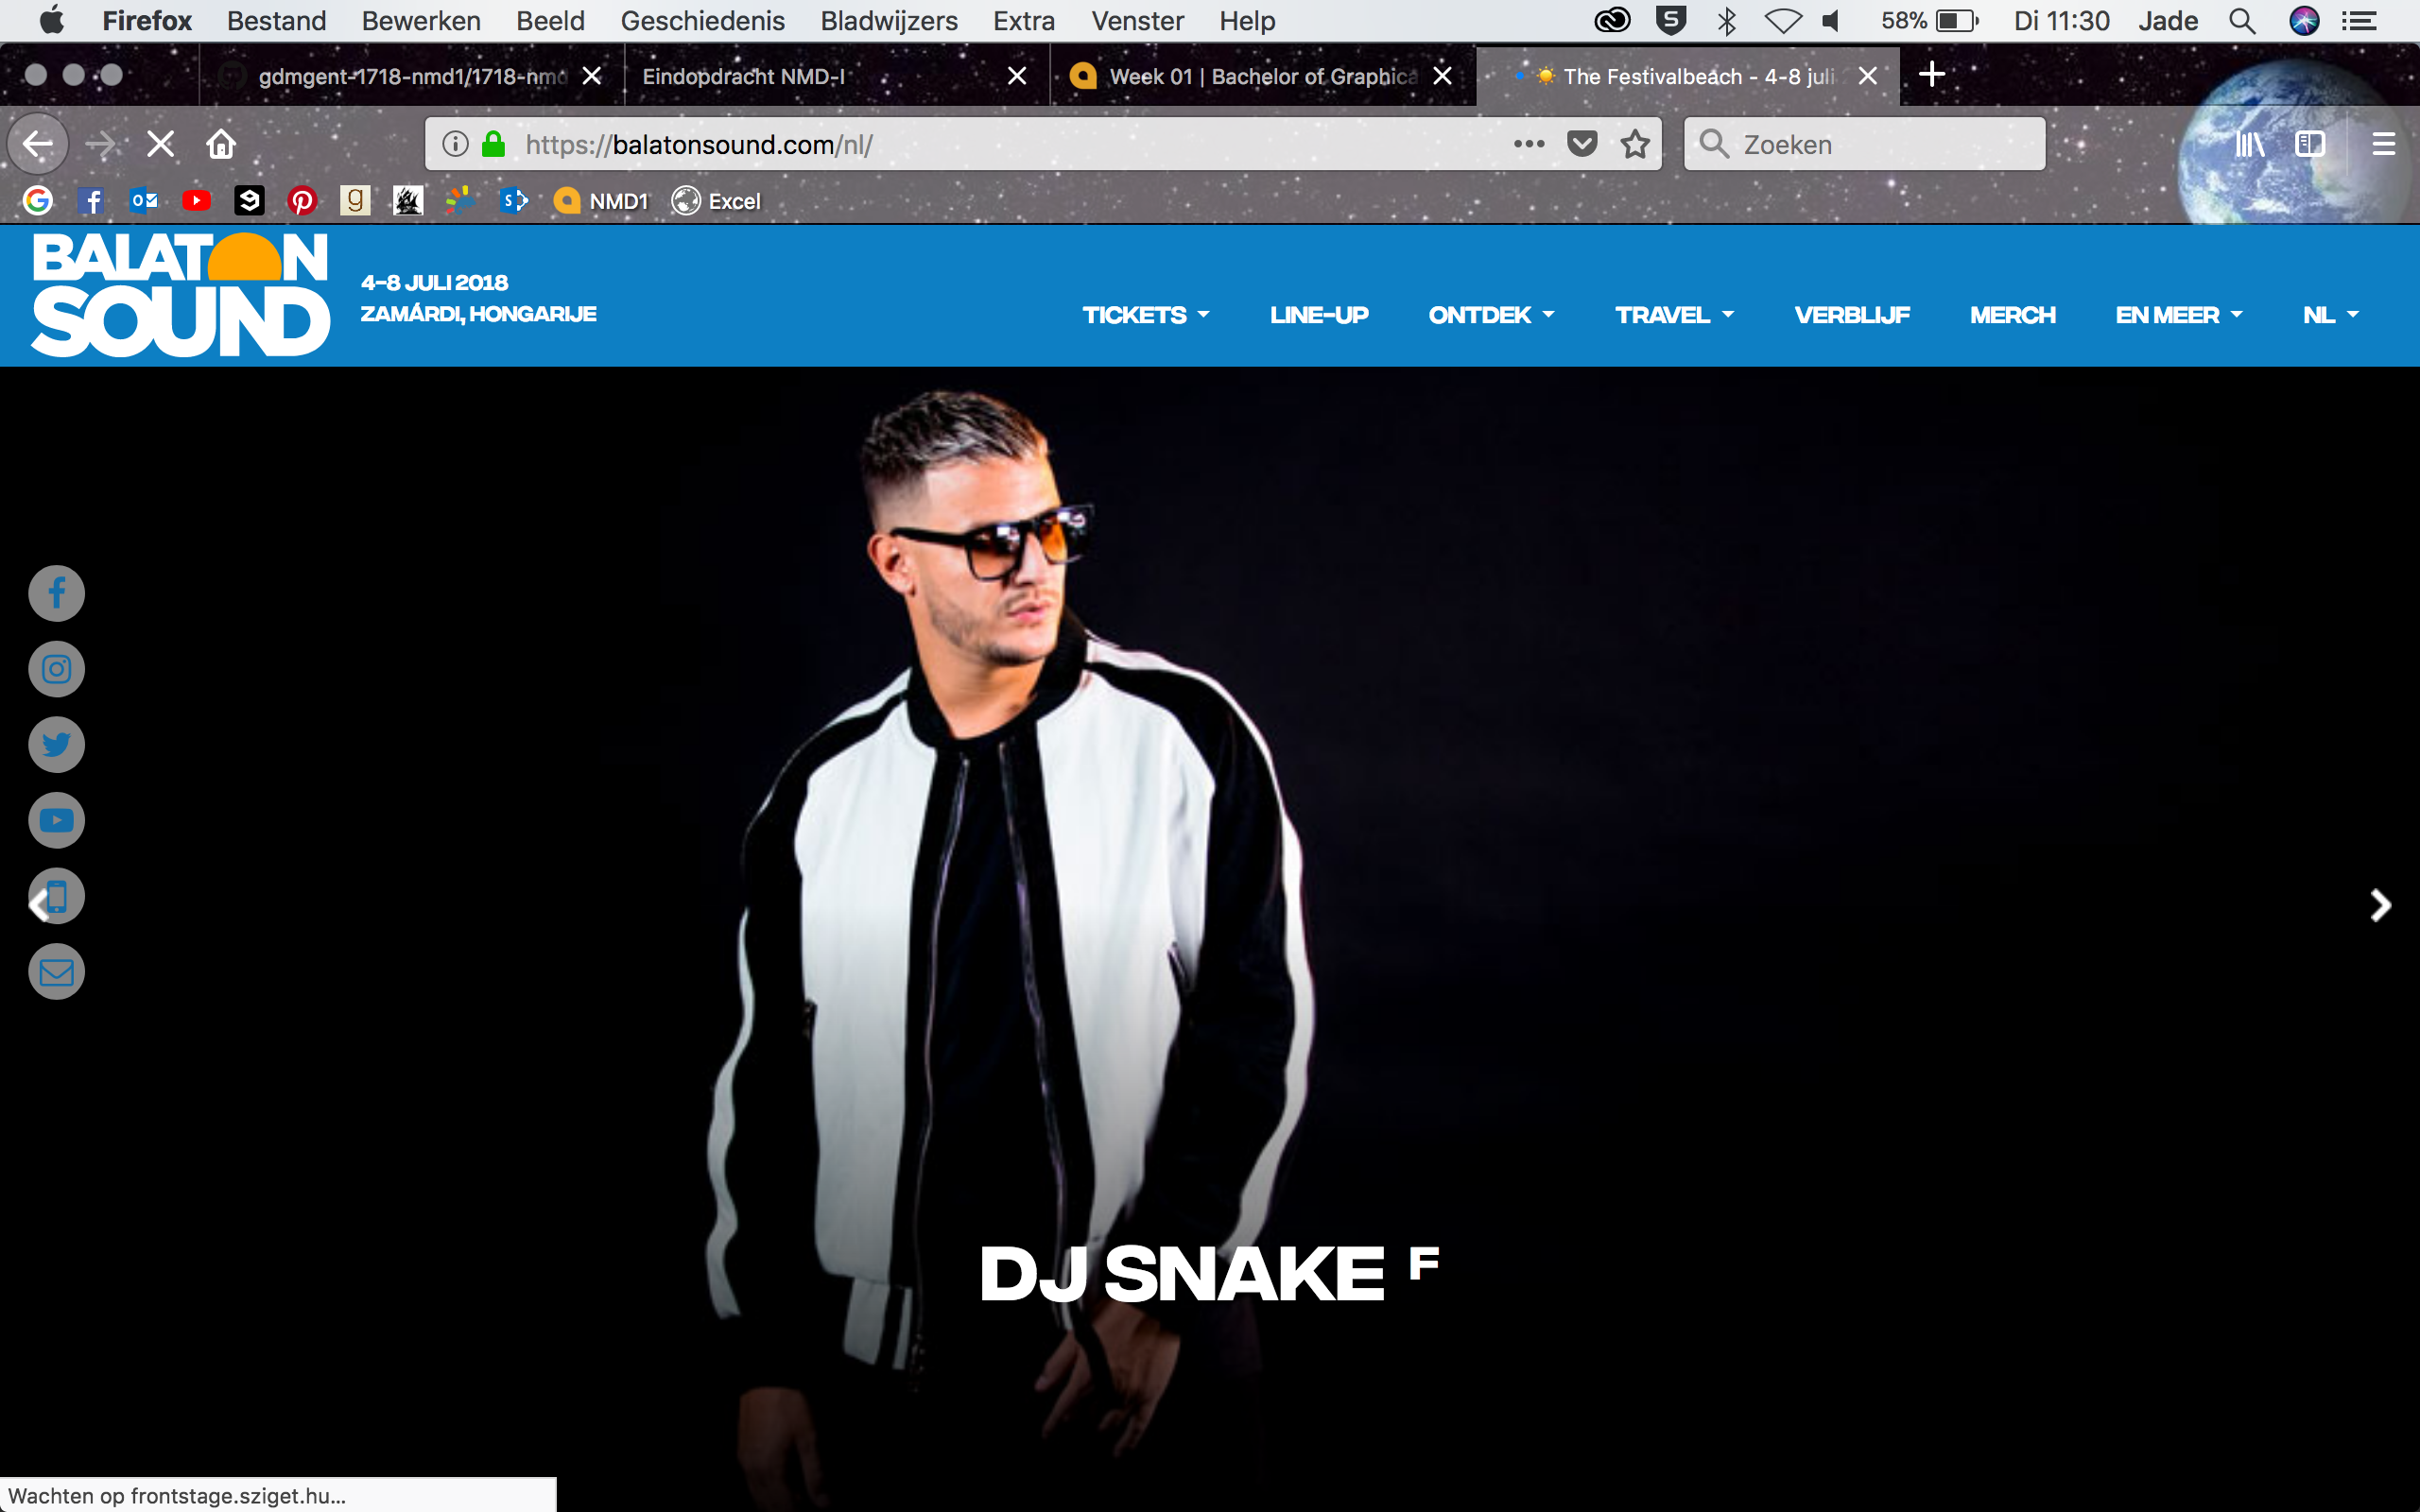 Firefox Bestand Bewerken Beeld Geschiedenis Bladwijzers Extra Venster Help 58% Di 11:30 Jade
gdmgent-1718-nmd1/1718-nmd Eindopdracht NMD-I Week 01 | Bachelor of Graphica The Festivalbeach - 4-8 juli
https://balatonsound.com/nl/ Zoeken
NMD1 Excel
BALATON
SOUND
4-8 JULI 2018
ZAMÁRDI, HONGARIJE
TICKETS LINE-UP ONTDEK TRAVEL VERBLIJF MERCH EN MEER NL
DJ SNAKE F
Wachten op frontstage.sziget.hu...